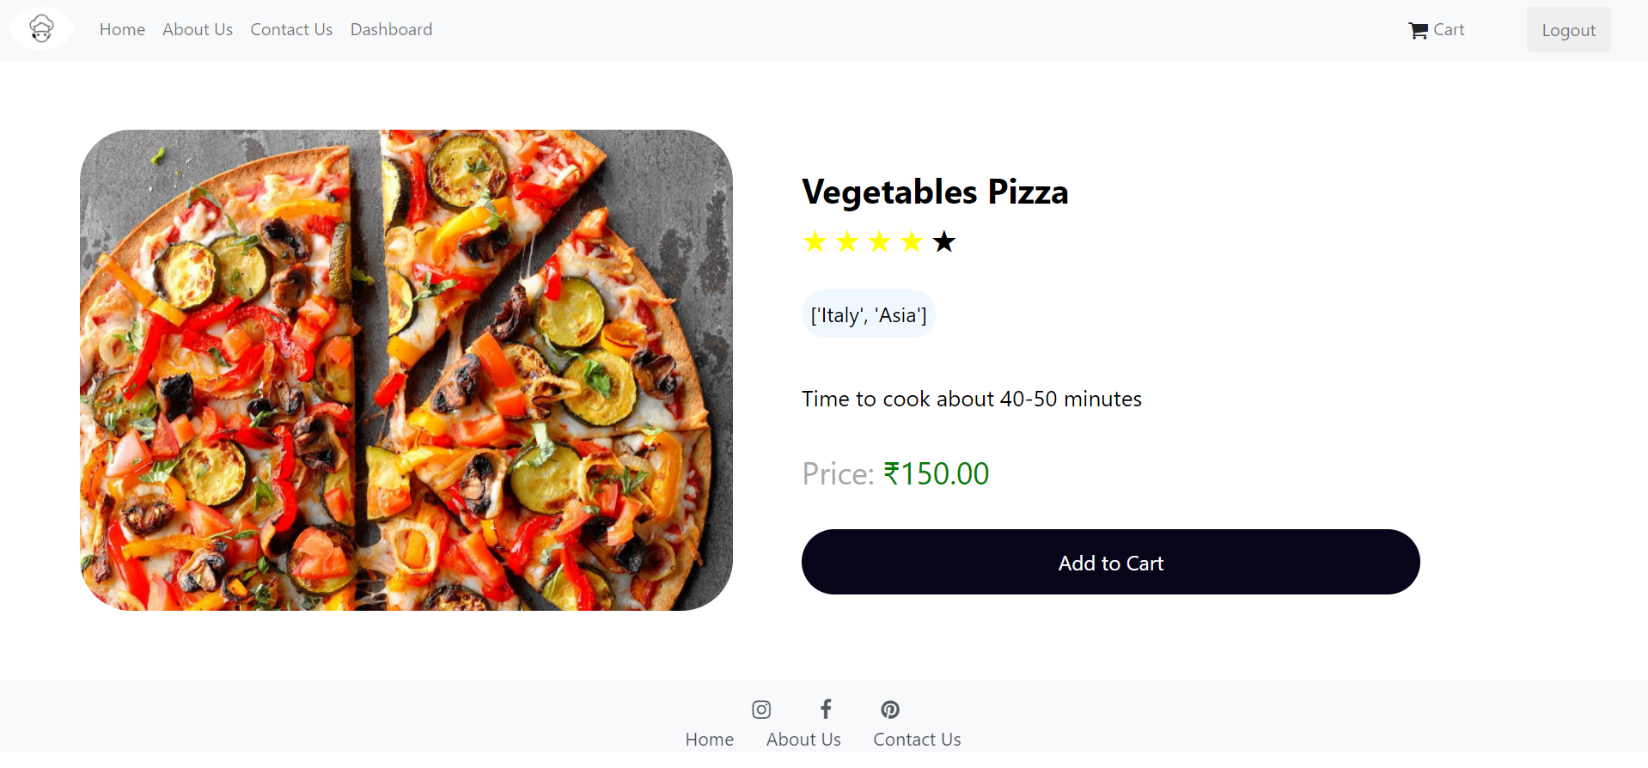 Home About Us Contact Us Dashboard Cart Logout
Vegetables Pizza
['Italy', 'Asia']
Time to cook about 40-50 minutes
Price: ₹150.00
Add to Cart
Home About Us Contact Us